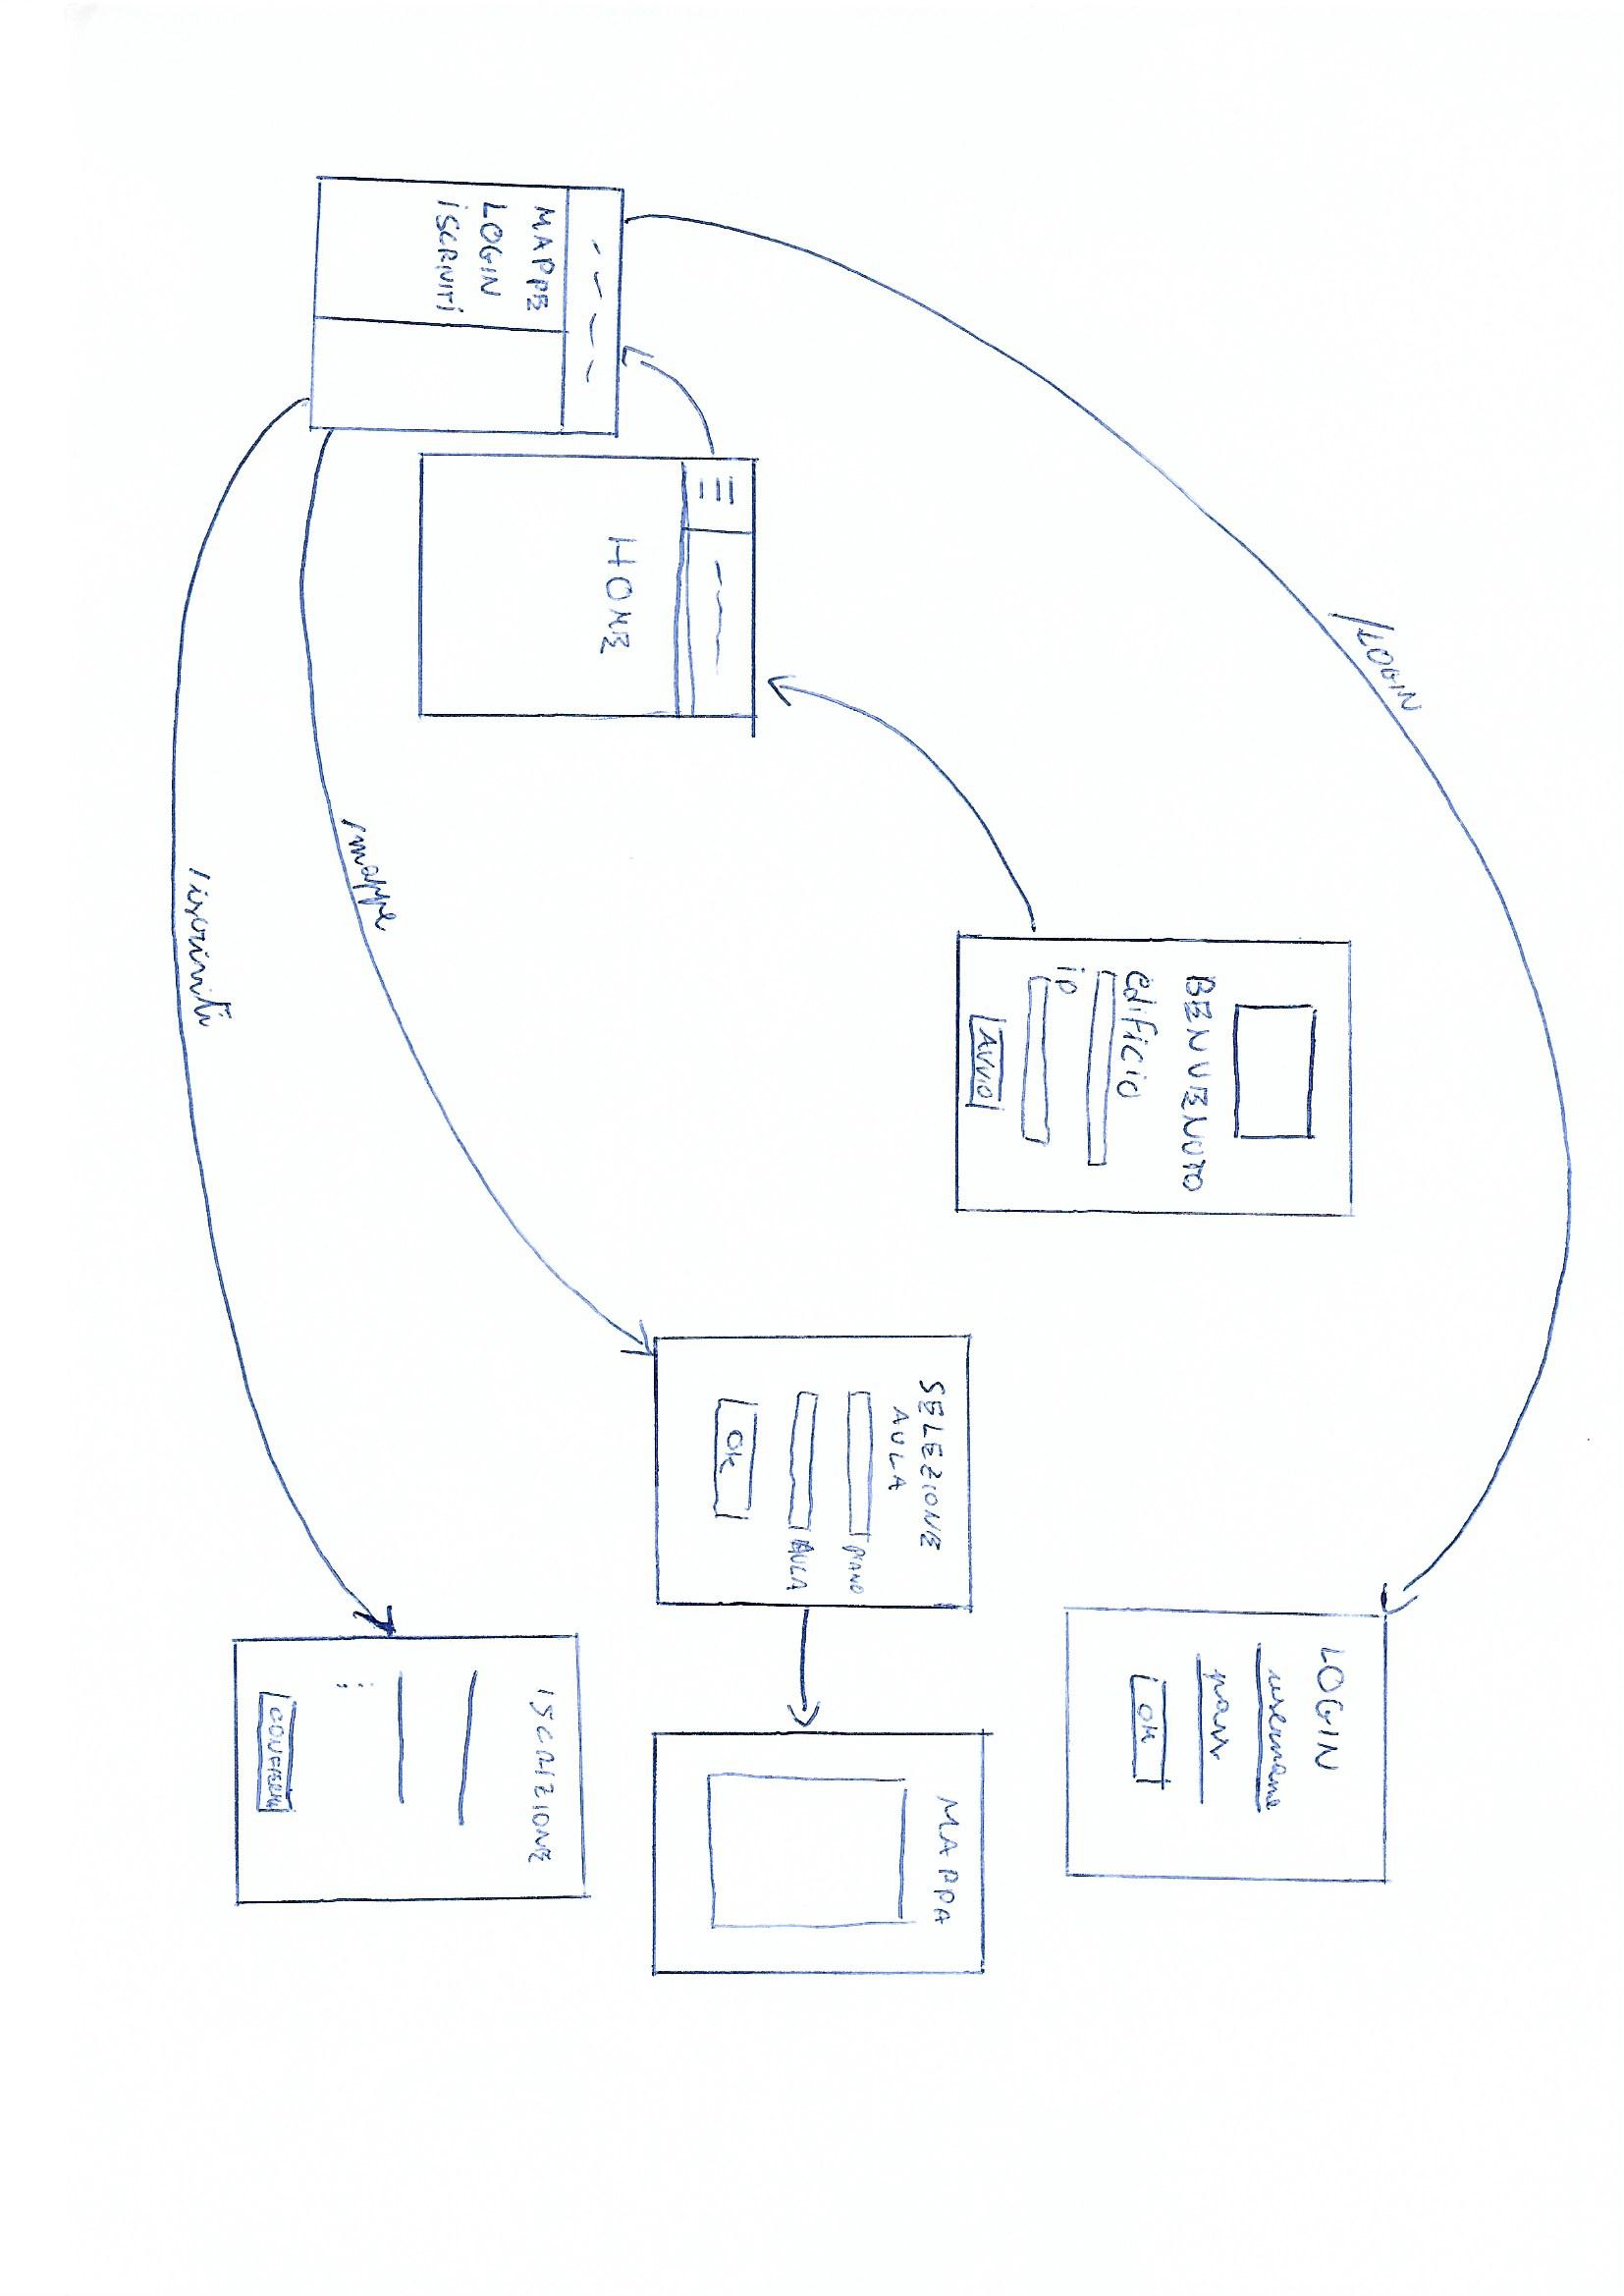 /LOGIN
BENVENUTO
edificio
ip
AVVIO
LOGIN
username
pass
OK
SELEZIONE
AULA
PIANO
AULA
Ok
MAPPA
HOME
MAPPE
LOGIN
iSCRIViTi
/mappe
/iscriviti
ISCRIZIONE
CONFFERMA